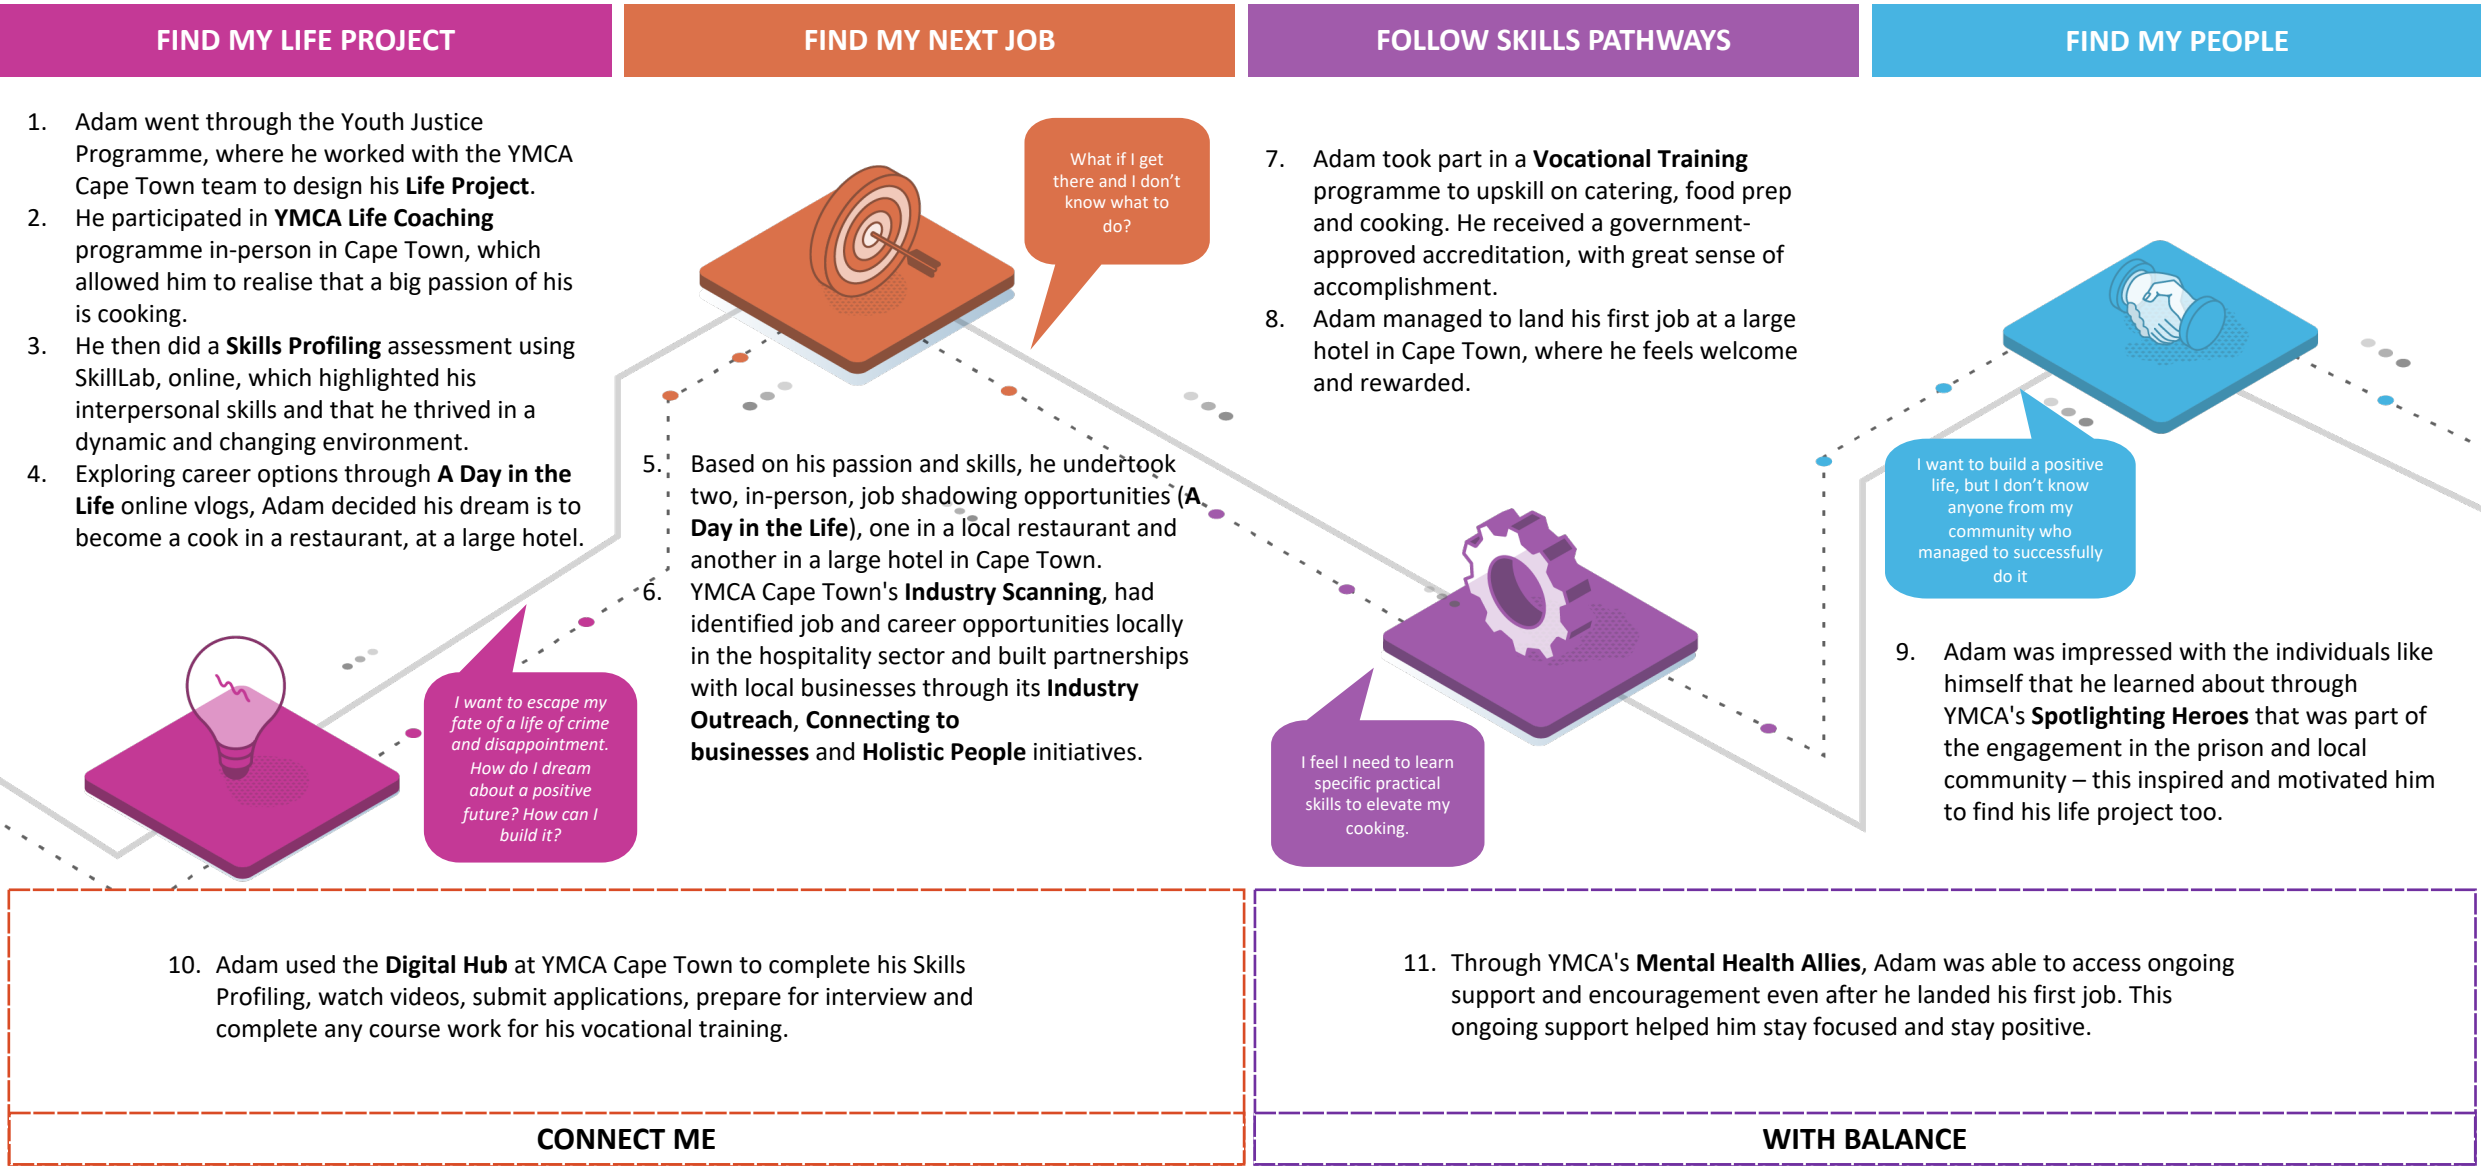 FIND MY LIFE PROJECT
FIND MY NEXT JOB
FOLLOW SKILLS PATHWAYS
FIND MY PEOPLE
1. Adam went through the Youth Justice
Programme, where he worked with the YMCA
Cape Town team to design his Life Project.
2. He participated in YMCA Life Coaching
programme in-person in Cape Town, which
allowed him to realise that a big passion of his
is cooking.
3. He then did a Skills Profiling assessment using
SkillLab, online, which highlighted his
interpersonal skills and that he thrived in a
dynamic and changing environment.
4. Exploring career options through A Day in the
Life online vlogs, Adam decided his dream is to
become a cook in a restaurant, at a large hotel.
I want to escape my
fate of a life of crime
and disappointment.
How do I dream
about a positive
future? How can I
build it?
What if I get
there and I don't
know what to
do?
5. Based on his passion and skills, he undertook
two, in-person, job shadowing opportunities (A
Day in the Life), one in a local restaurant and
another in a large hotel in Cape Town.
6. YMCA Cape Town's Industry Scanning, had
identified job and career opportunities locally
in the hospitality sector and built partnerships
with local businesses through its Industry
Outreach, Connecting to
businesses and Holistic People initiatives.
7. Adam took part in a Vocational Training
programme to upskill on catering, food prep
and cooking. He received a government-
approved accreditation, with great sense of
accomplishment.
8. Adam managed to land his first job at a large
hotel in Cape Town, where he feels welcome
and rewarded.
I feel I need to learn
specific practical
skills to elevate my
cooking.
I want to build a positive
life, but I don't know
anyone from my
community who
managed to successfully
do it
9. Adam was impressed with the individuals like
himself that he learned about through
YMCA's Spotlighting Heroes that was part of
the engagement in the prison and local
community – this inspired and motivated him
to find his life project too.
10. Adam used the Digital Hub at YMCA Cape Town to complete his Skills
Profiling, watch videos, submit applications, prepare for interview and
complete any course work for his vocational training.
CONNECT ME
11. Through YMCA's Mental Health Allies, Adam was able to access ongoing
support and encouragement even after he landed his first job. This
ongoing support helped him stay focused and stay positive.
WITH BALANCE